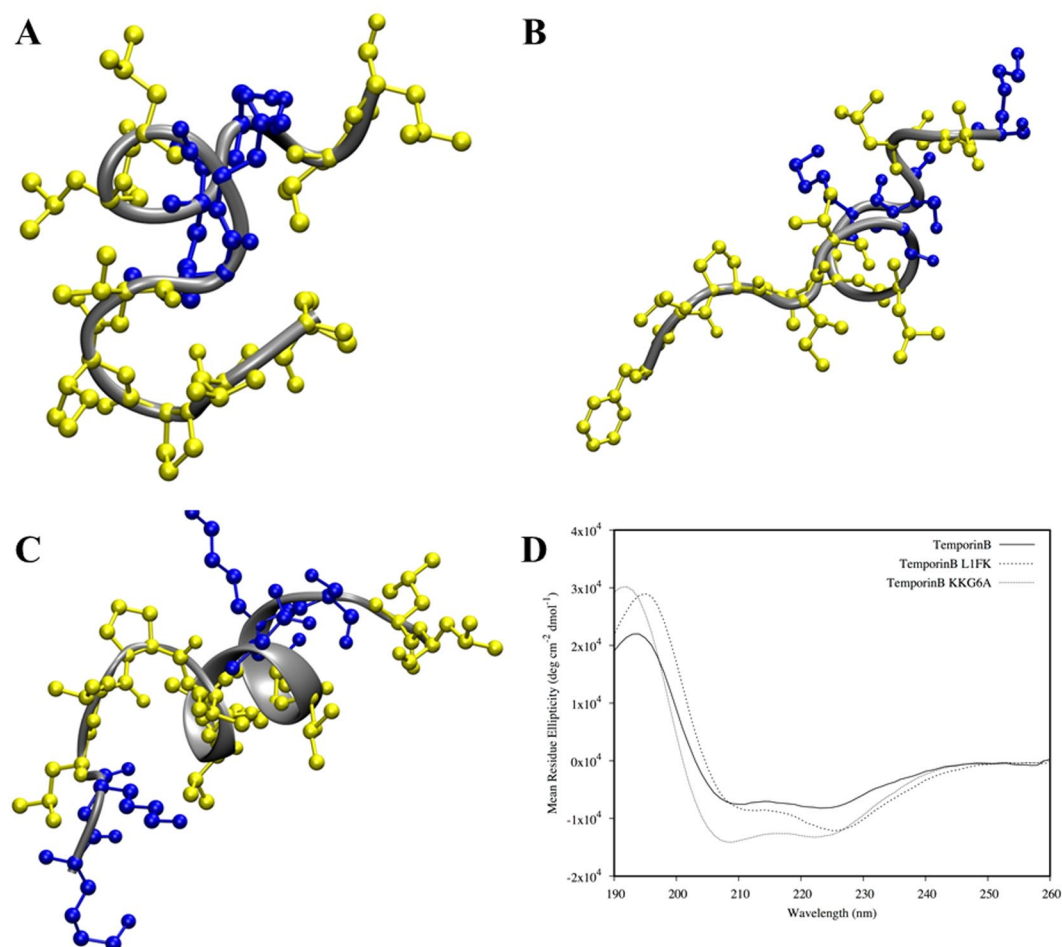 A
B
C
D
4x10⁴
3x10⁴
2x10⁴
1x10⁴
0x10⁴
-1x10⁴
-2x10⁴
Mean Residue Ellipticity (deg cm⁻² dmol⁻¹)
TemporinB
TemporinB L1FK
TemporinB KKG6A
190 200 210 220 230 240 250 260
Wavelength (nm)